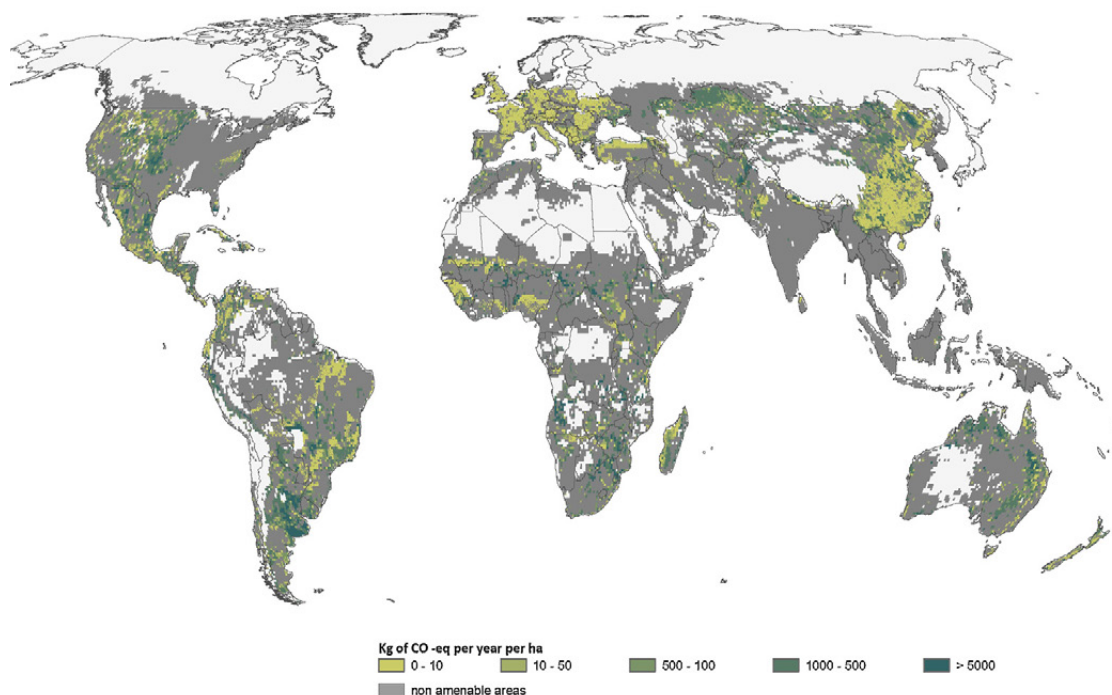 Kg of CO -eq per year per ha
0 - 10 10 - 50 500 - 100 1000 - 500 > 5000
non amenable areas